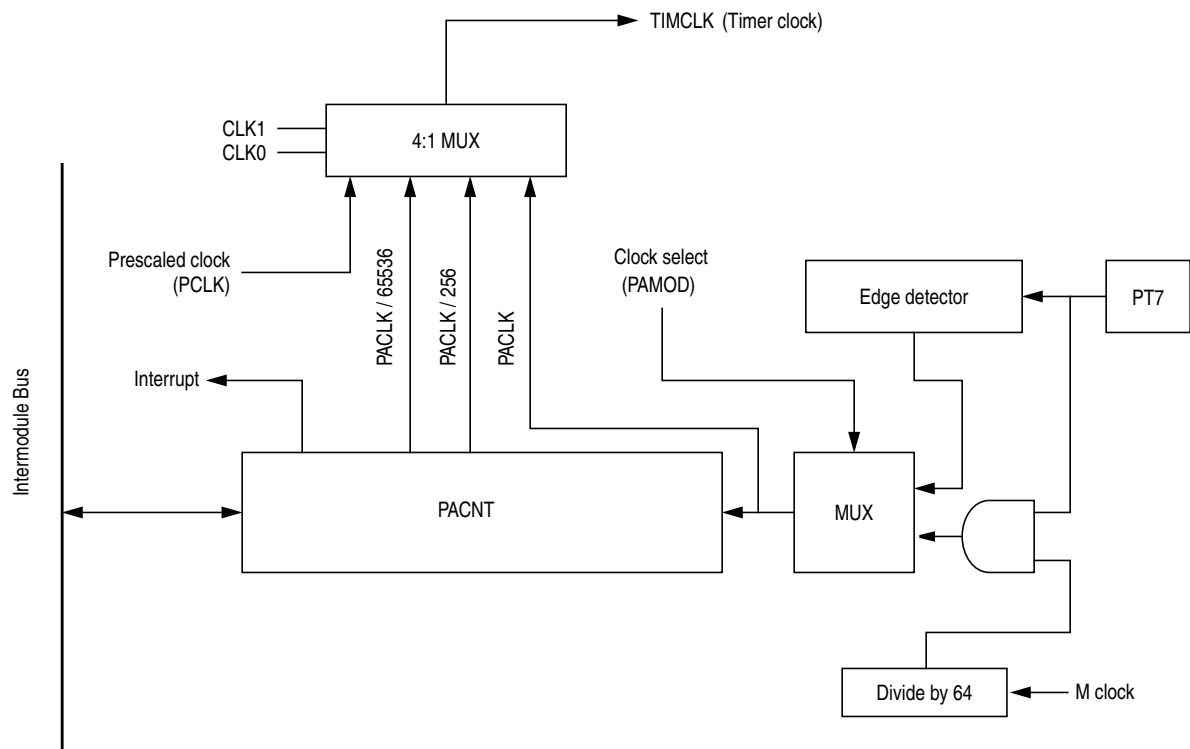 TIMCLK (Timer clock)
CLK1
CLK0
4:1 MUX
Prescaled clock
(PCLK)
PACLK / 65536
PACLK / 256
PACLK
Clock select
(PAMOD)
Edge detector
PT7
Interrupt
Intermodule Bus
PACNT
MUX
Divide by 64
M clock